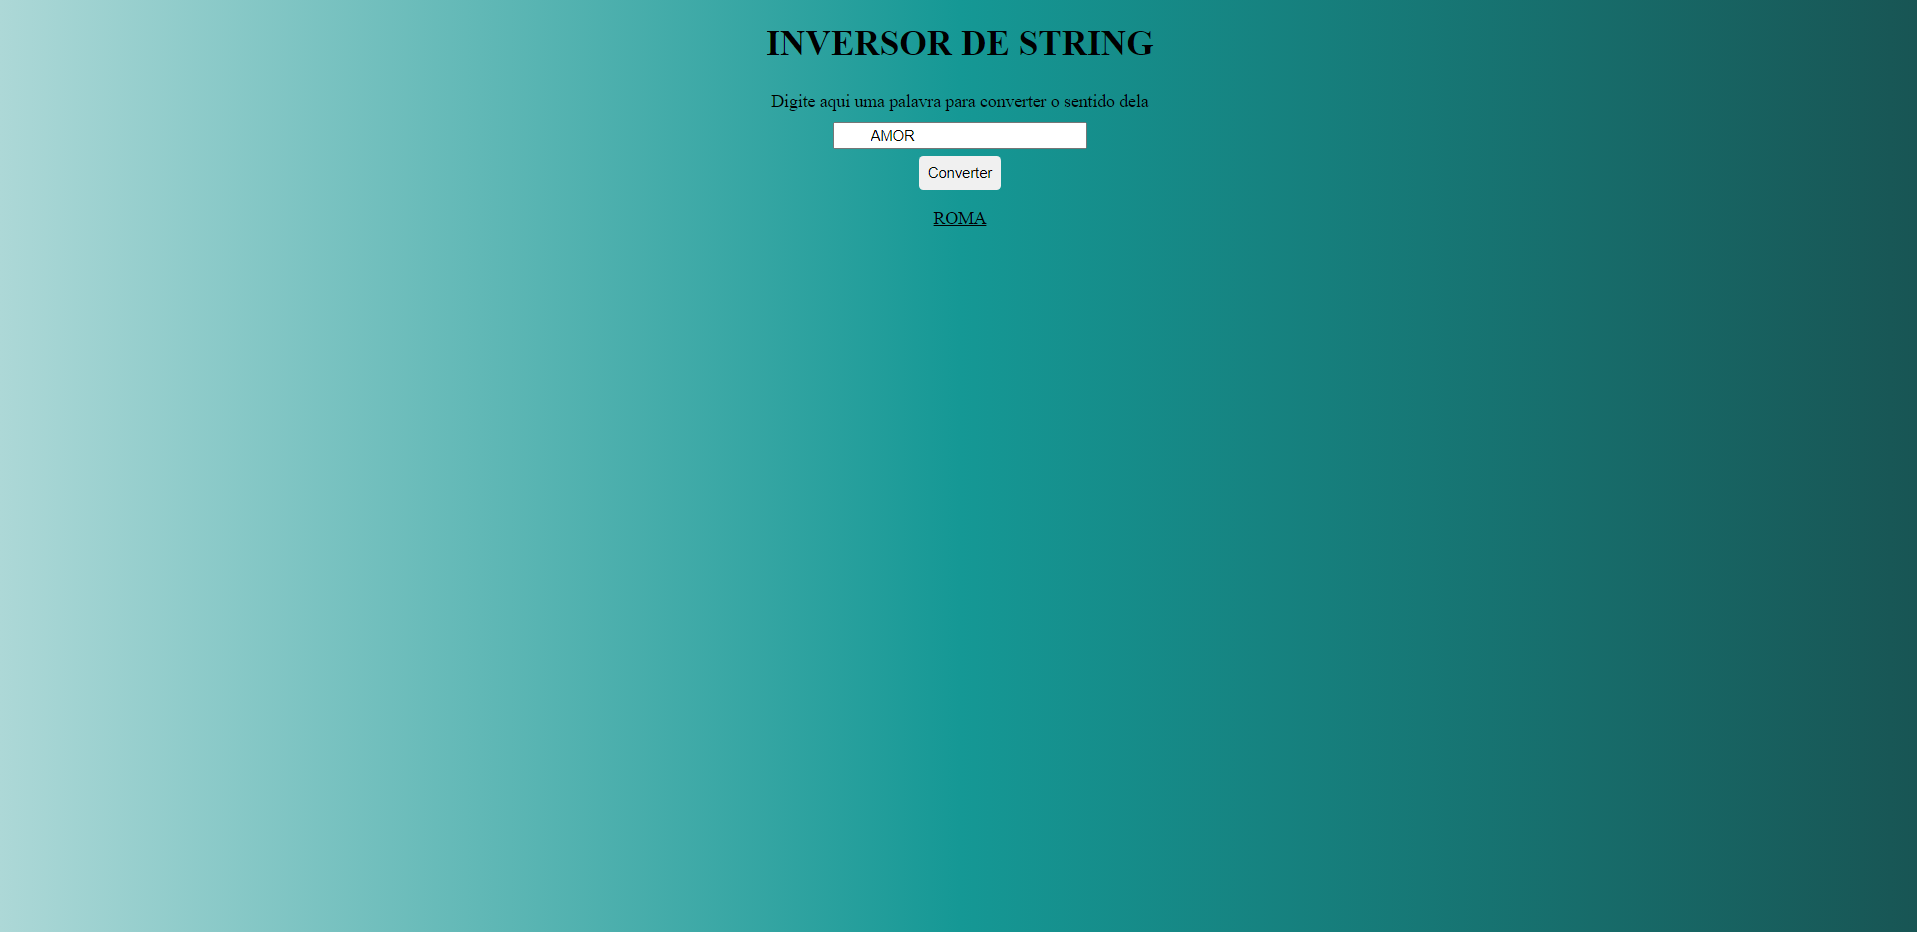 INVERSOR DE STRING
Digite aqui uma palavra para converter o sentido dela
AMOR
Converter
ROMA